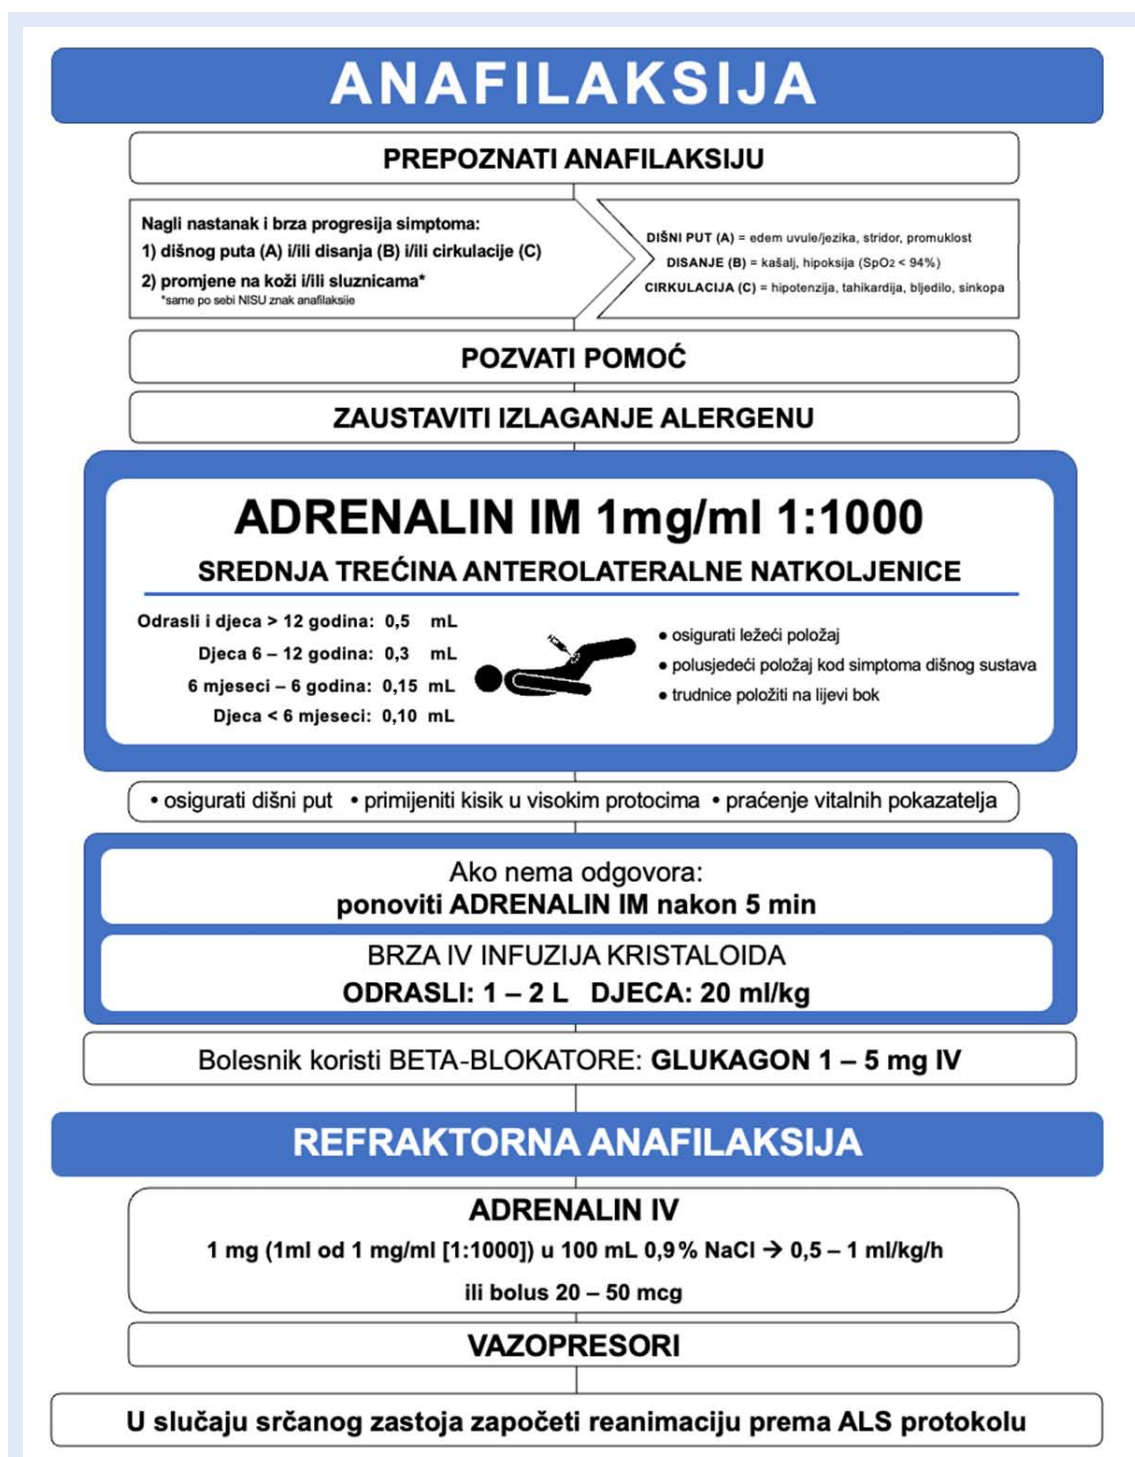 ANAFILAKSIJA
PREPOZNATI ANAFILAKSIJU
Nagli nastanak i brza progresija simptoma:
1) dišnog puta (A) i/ili disanja (B) i/ili cirkulacije (C)
2) promjene na koži i/ili sluznicama*
*same po sebi NISU znak anafilaksije
DIŠNI PUT (A) = edem uvule/jezika, stridor, promuklost
DISANJE (B) = kašalj, hipoksija (SpO2 < 94%)
CIRKULACIJA (C) = hipotenzija, tahikardija, bljedilo, sinkopa
POZVATI POMOĆ
ZAUSTAVITI IZLAGANJE ALERGENU
ADRENALIN IM 1mg/ml 1:1000
SREDNJA TREĆINA ANTEROLATERALNE NATKOLJENICE
Odrasli i djeca > 12 godina: 0,5 mL
Djeca 6 – 12 godina: 0,3 mL
6 mjeseci – 6 godina: 0,15 mL
Djeca < 6 mjeseci: 0,10 mL
• osigurati ležeći položaj
• polusjedeći položaj kod simptoma dišnog sustava
• trudnice položiti na lijevi bok
• osigurati dišni put • primijeniti kisik u visokim protocima • praćenje vitalnih pokazatelja
Ako nema odgovora:
ponoviti ADRENALIN IM nakon 5 min
BRZA IV INFUZIJA KRISTALOIDA
ODRASLI: 1 – 2 L DJECA: 20 ml/kg
Bolesnik koristi BETA-BLOKATORE: GLUKAGON 1 – 5 mg IV
REFRAKTORNA ANAFILAKSIJA
ADRENALIN IV
1 mg (1ml od 1 mg/ml [1:1000]) u 100 mL 0,9% NaCl → 0,5 – 1 ml/kg/h
ili bolus 20 – 50 mcg
VAZOPRESORI
U slučaju srčanog zastoja započeti reanimaciju prema ALS protokolu